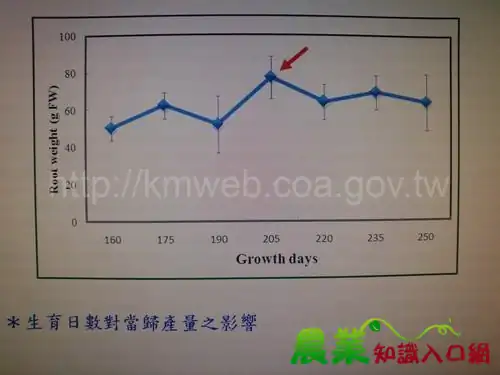 100
80
60
40
20
0
Root weight (g FW)
160 175 190 205 220 235 250
Growth days
http://kmweb.coa.gov.tw
＊生育日數對當歸產量之影響
農業知識入口網